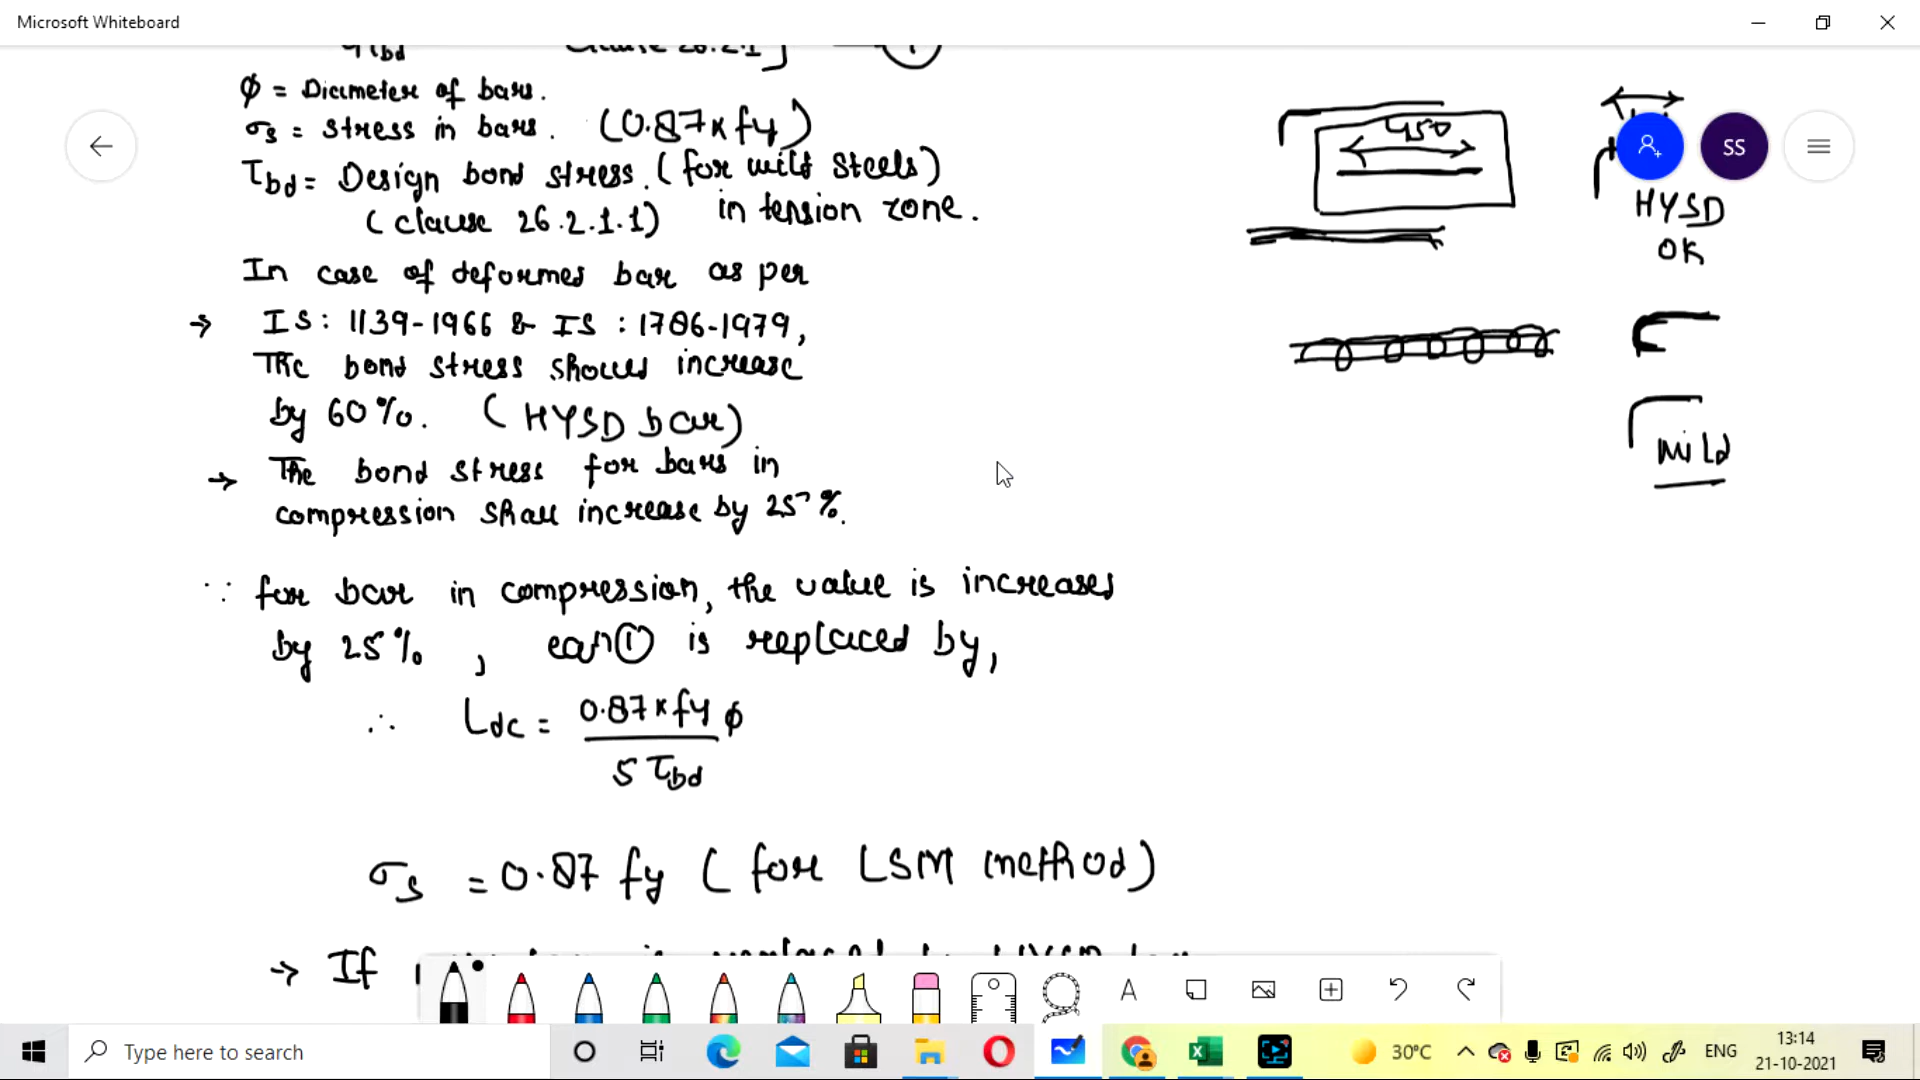 Microsoft Whiteboard
ϕ = Diameter of bars.
σs = stress in bars. (0.87×fy)
τbd = Design bond stress. (for mild steels)
(clause 26.2.1.1) in tension zone.
In case of deformed bar as per
→ IS: 1139-1966 & IS : 1786-1979,
The bond stress should increase
by 60%. (HYSD bar)
→ The bond stress for bars in
compression shall increase by 25%.
∵ for bar in compression, the value is increased
by 25%, eqn ① is replaced by,
∴ Ldc = 0.87×fy ϕ
5 τbd
σs = 0.87 fy (for LSM method)
→ If
450
SS
HYSD
OK
Mild
A
Type here to search
30°C
ENG
13:14
21-10-2021